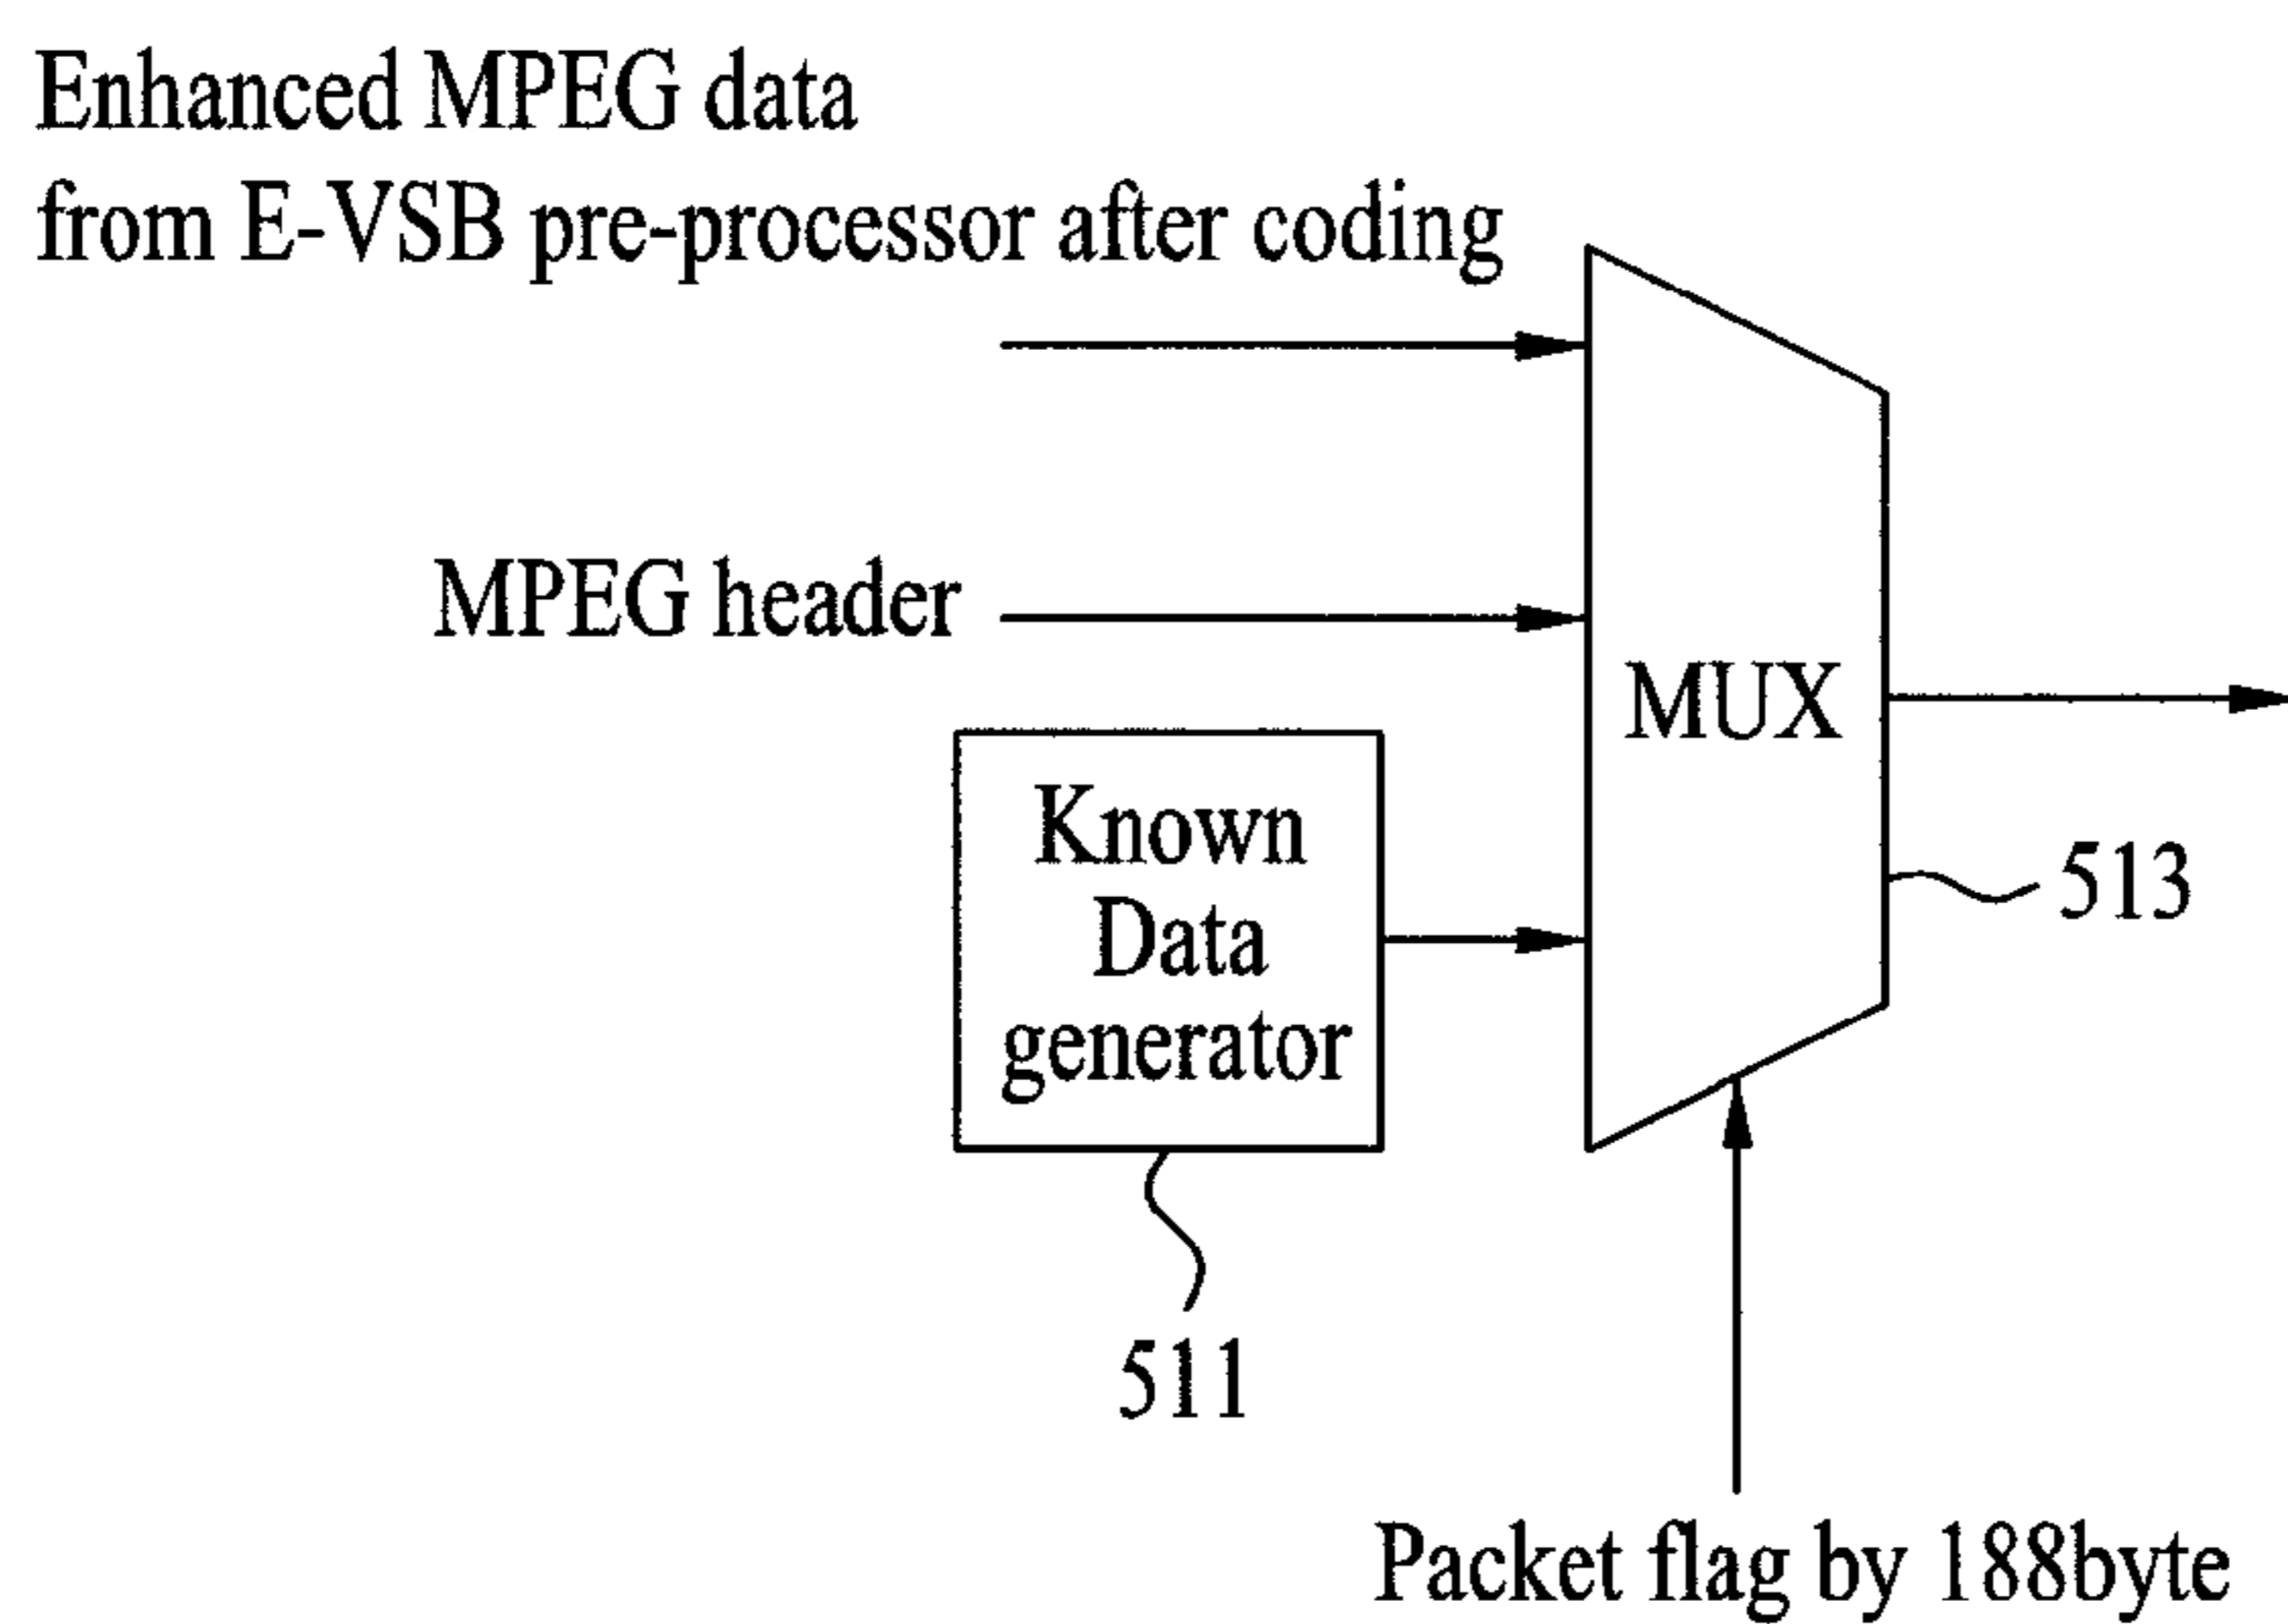 Enhanced MPEG data
from E-VSB pre-processor after coding
MPEG header
MUX
Known
Data
generator
513
511
Packet flag by 188byte